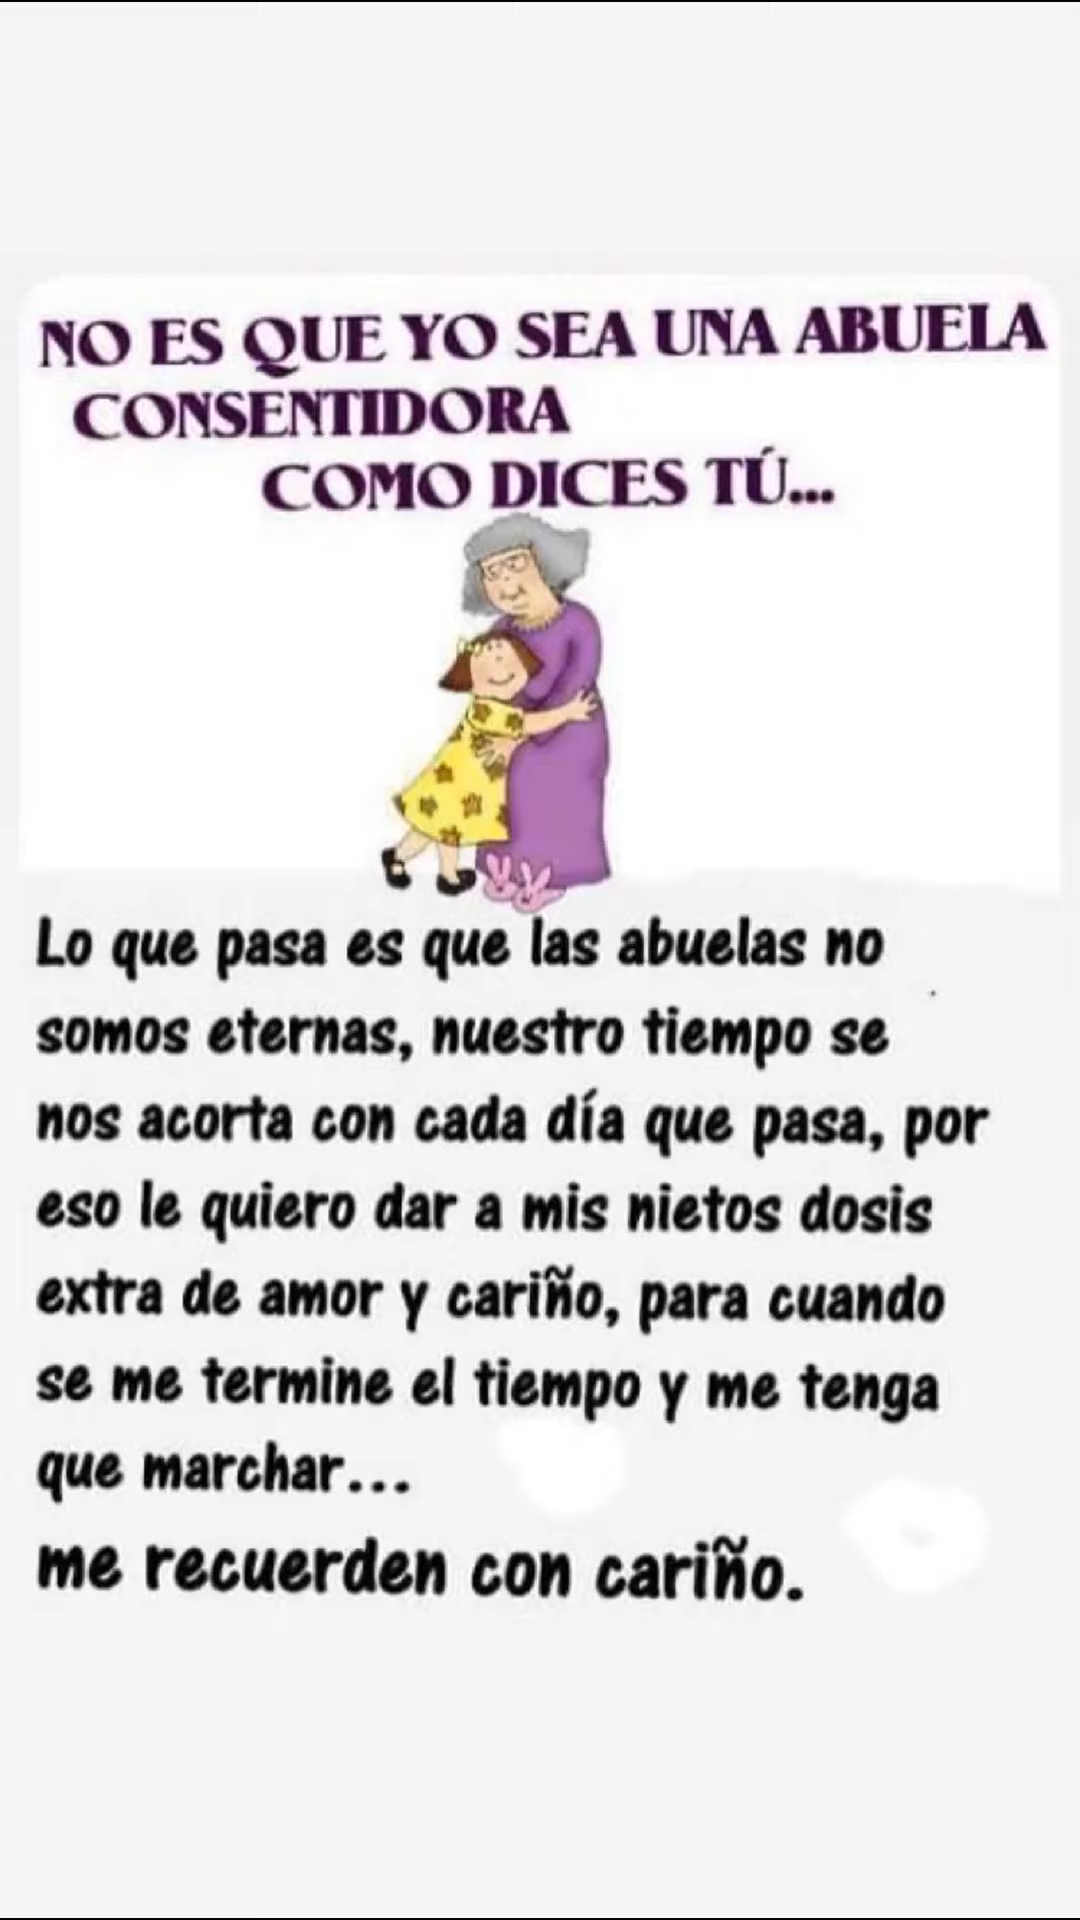 NO ES QUE YO SEA UNA ABUELA
CONSENTIDORA
COMO DICES TÚ...
Lo que pasa es que las abuelas no
somos eternas, nuestro tiempo se
nos acorta con cada día que pasa, por
eso le quiero dar a mis nietos dosis
extra de amor y cariño, para cuando
se me termine el tiempo y me tenga
que marchar...
me recuerden con cariño.